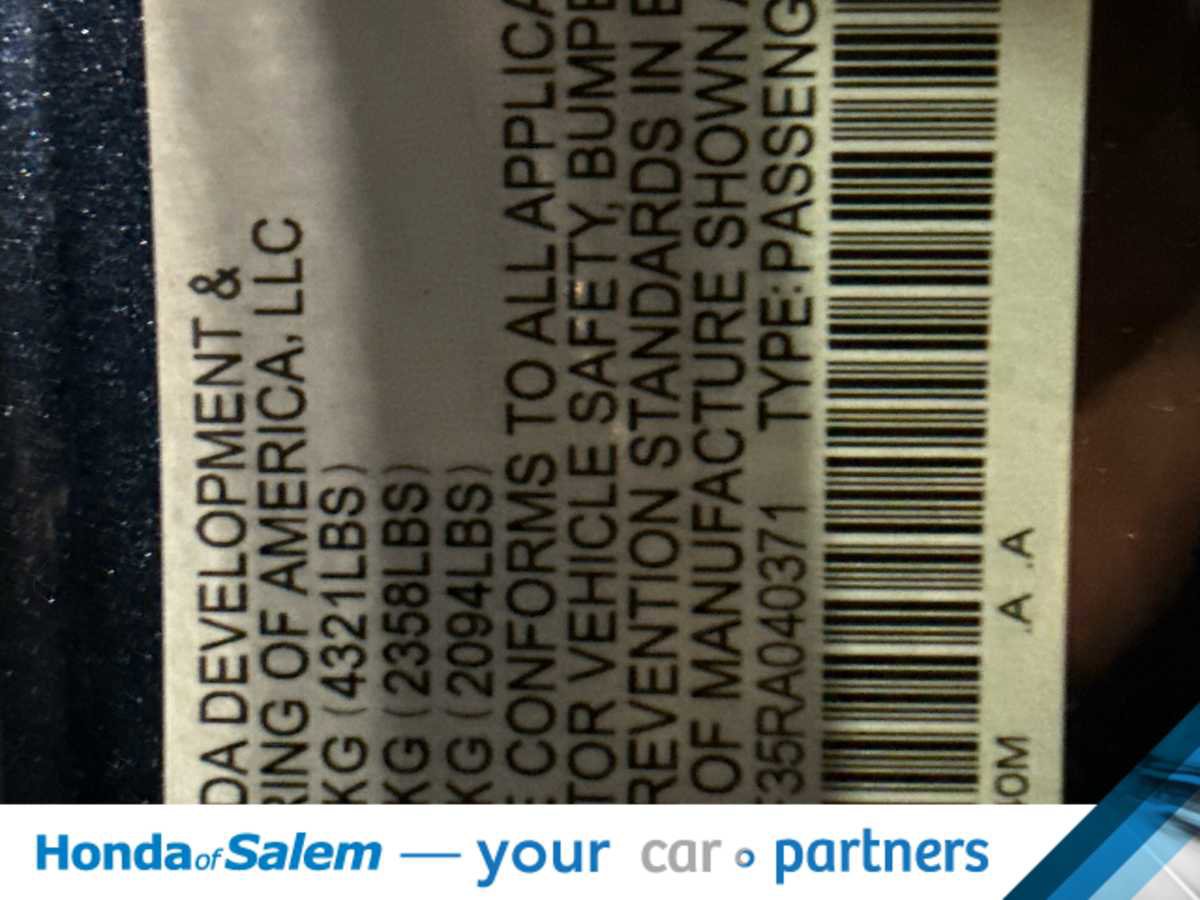 DA DEVELOPMENT &
RING OF AMERICA, LLC
KG (4321LBS)
KG (2358LBS)
KG (2094LBS)
CONFORMS TO ALL APPLICA
TOR VEHICLE SAFETY, BUMPE
REVENTION STANDARDS IN E
OF MANUFACTURE SHOWN A
35RA040371 TYPE:PASSENG
40M .A .A
Honda of Salem — your car partners